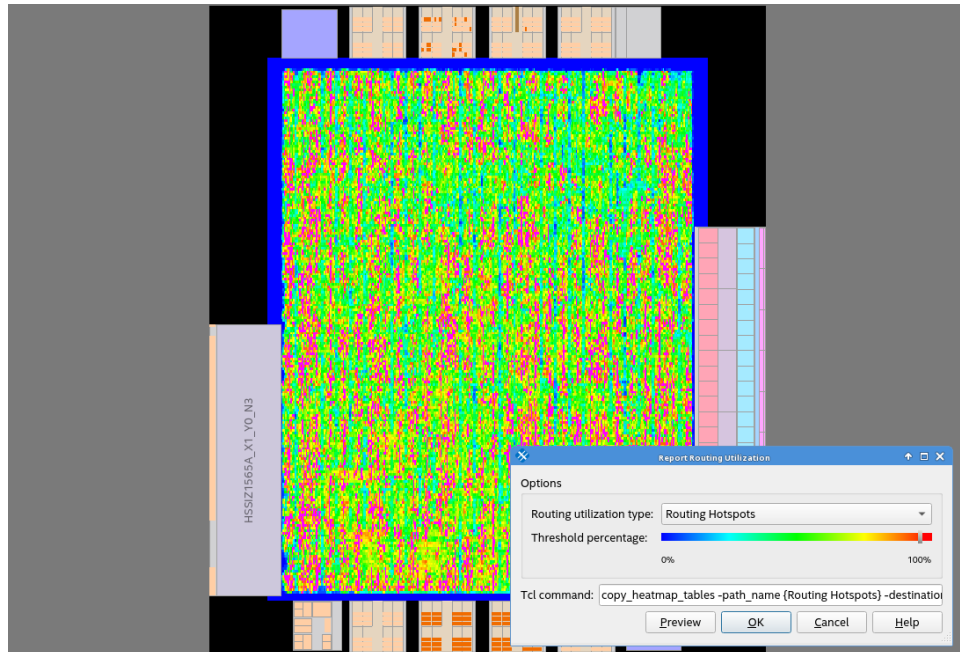 HSSIZ1565A_X1_Y0_N3
Report Routing Utilization
Options
Routing utilization type: Routing Hotspots
Threshold percentage:
0% 100%
Tcl command: copy_heatmap_tables -path_name {Routing Hotspots} -destination
Preview OK Cancel Help